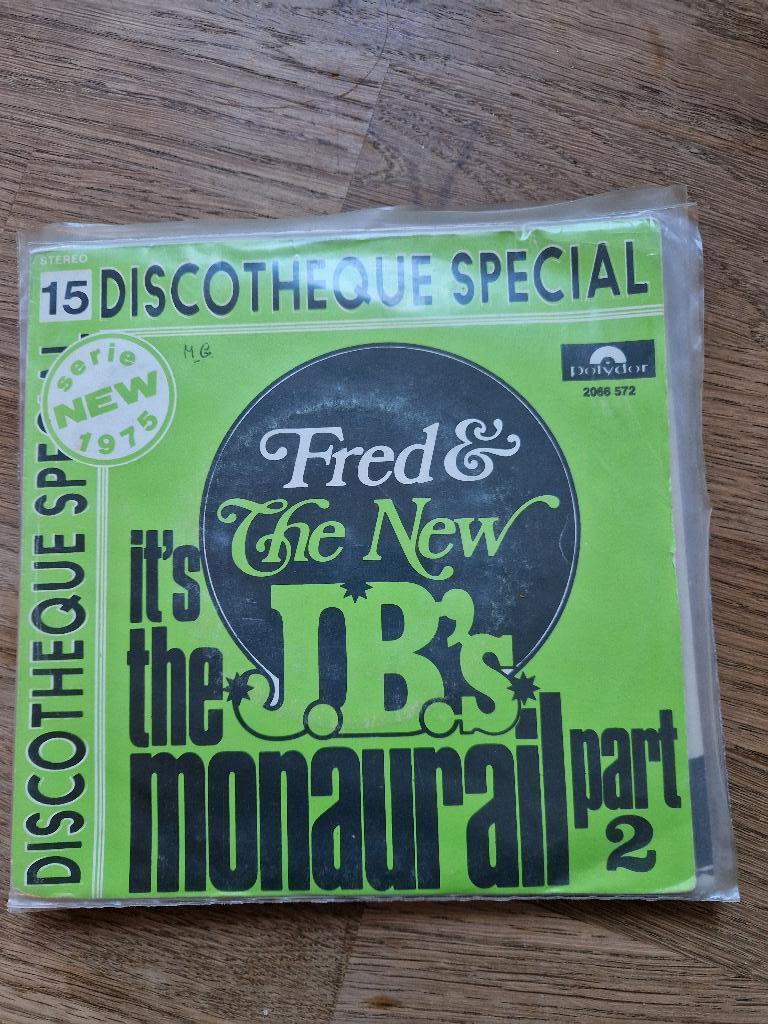 STEREO
15 DISCOTHEQUE SPECIAL
DISCOTHEQUE SPECIAL
serie
NEW
1975
M.G.
polydor
2066 572
Fred &
The New
J.B.'s
it's
the
monaurail
part
2